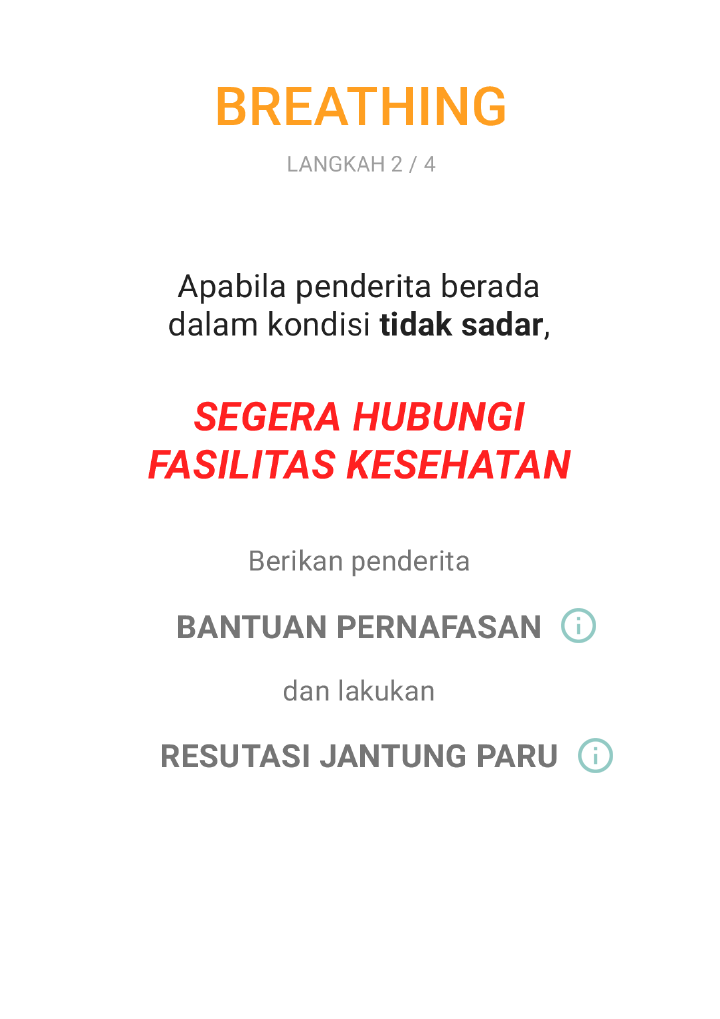 BREATHING
LANGKAH 2 / 4
Apabila penderita berada
dalam kondisi tidak sadar,
SEGERA HUBUNGI
FASILITAS KESEHATAN
Berikan penderita
BANTUAN PERNAFASAN
dan lakukan
RESUTASI JANTUNG PARU